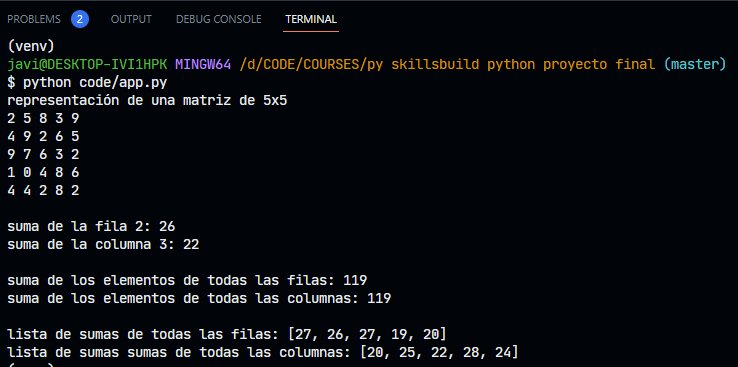 PROBLEMS 2 OUTPUT DEBUG CONSOLE TERMINAL
(venv)
javi@DESKTOP-IVI1HPK MINGW64 /d/CODE/COURSES/py skillsbuild python proyecto final (master)
$ python code/app.py
representación de una matriz de 5x5
2 5 8 3 9
4 9 2 6 5
9 7 6 3 2
1 0 4 8 6
4 4 2 8 2
suma de la fila 2: 26
suma de la columna 3: 22
suma de los elementos de todas las filas: 119
suma de los elementos de todas las columnas: 119
lista de sumas de todas las filas: [27, 26, 27, 19, 20]
lista de sumas sumas de todas las columnas: [20, 25, 22, 28, 24]